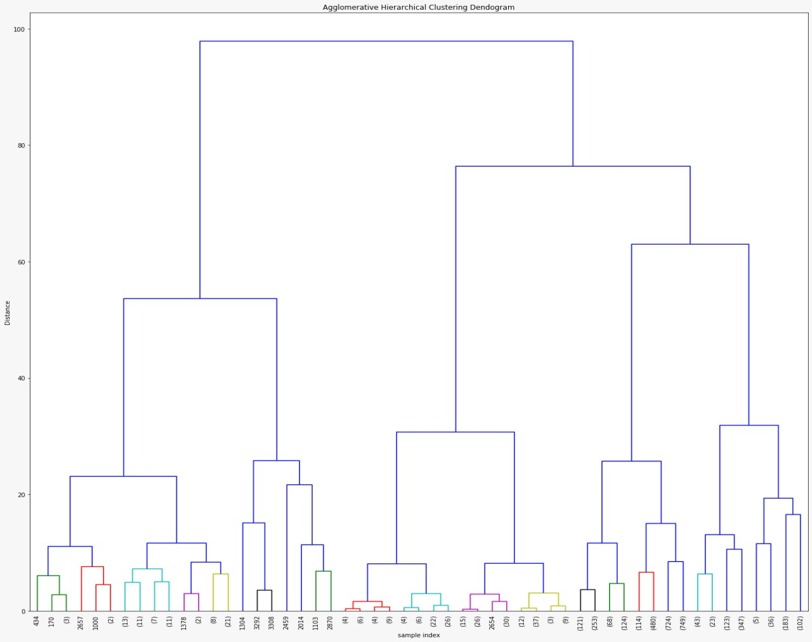 Agglomerative Hierarchical Clustering Dendogram
100
80
60
40
20
0
Distance
434 170 (3) 2657 1000 (2) (13) (11) (7) (11) 1378 (2) (8) (21) 1304 3292 3308 2459 2014 1103 2870 (4) (6) (4) (9) (4) (6) (22) (26) (15) (26) 2654 (30) (12) (37) (3) (9) (121) (253) (68) (124) (114) (480) (724) (749) (43) (23) (123) (347) (5) (36) (183) (102)
sample index